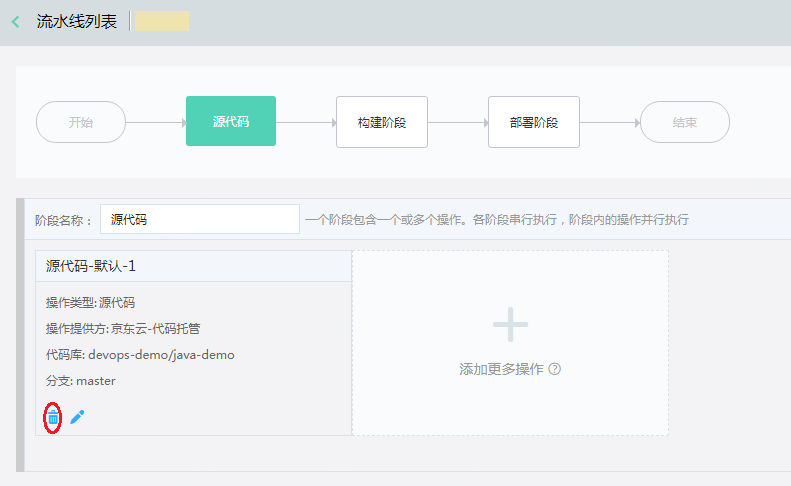 流水线列表
开始
源代码
构建阶段
部署阶段
结束
阶段名称： 源代码 一个阶段包含一个或多个操作。各阶段串行执行，阶段内的操作并行执行
源代码-默认-1
操作类型: 源代码
操作提供方: 京东云-代码托管
代码库: devops-demo/java-demo
分支: master
添加更多操作 ?